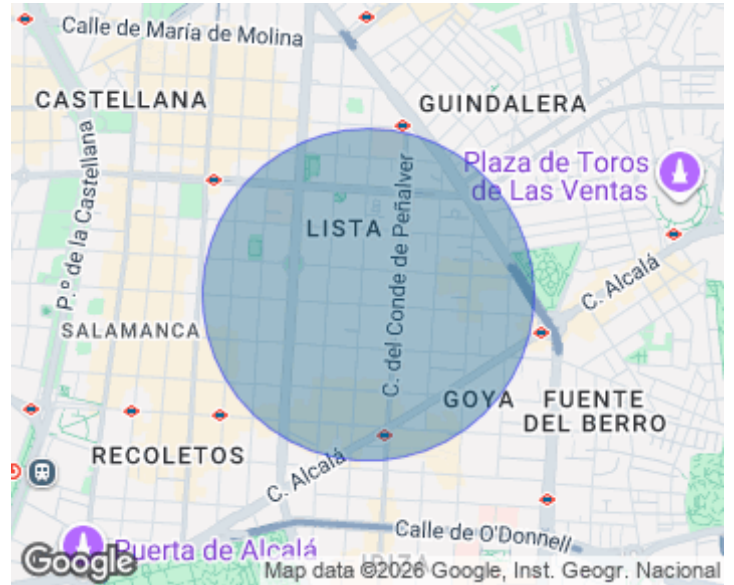 Calle de María de Molina
CASTELLANA
GUINDALERA
Plaza de Toros
de Las Ventas
P.º de la Castellana
LISTA
C. del Conde de Peñalver
C. Alcalá
SALAMANCA
GOYA
FUENTE
DEL BERRO
RECOLETOS
C. Alcalá
Calle de O'Donnell
Puerta de Alcalá
IBIZA
Google
Map data ©2026 Google, Inst. Geogr. Nacional